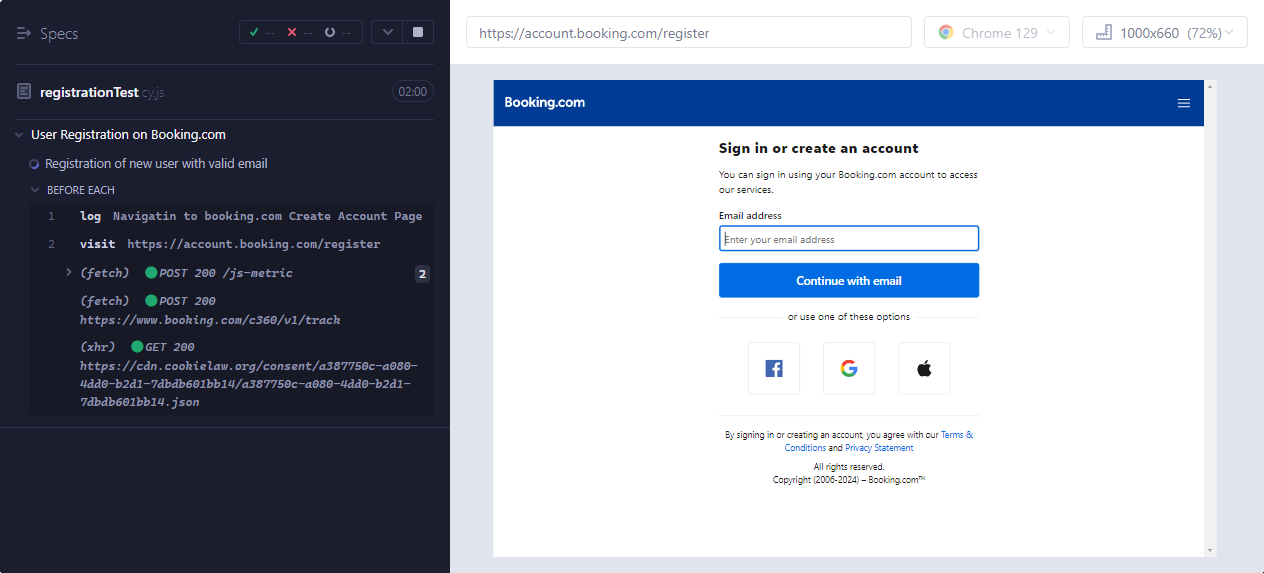 Specs
-- -- --
registrationTest.cy.js
02:00
User Registration on Booking.com
Registration of new user with valid email
BEFORE EACH
1 log Navigatin to booking.com Create Account Page
2 visit https://account.booking.com/register
(fetch) POST 200 /js-metric 2
(fetch) POST 200
https://www.booking.com/c360/v1/track
(xhr) GET 200
https://cdn.cookielaw.org/consent/a387750c-a080-
4dd0-b2d1-7dbdb601bb14/a387750c-a080-4dd0-b2d1-
7dbdb601bb14.json
https://account.booking.com/register
Chrome 129
1000x660 (72%)
Booking.com
Sign in or create an account
You can sign in using your Booking.com account to access
our services.
Email address
Enter your email address
Continue with email
or use one of these options
By signing in or creating an account, you agree with our Terms &
Conditions and Privacy Statement
All rights reserved.
Copyright (2006-2024) – Booking.com™